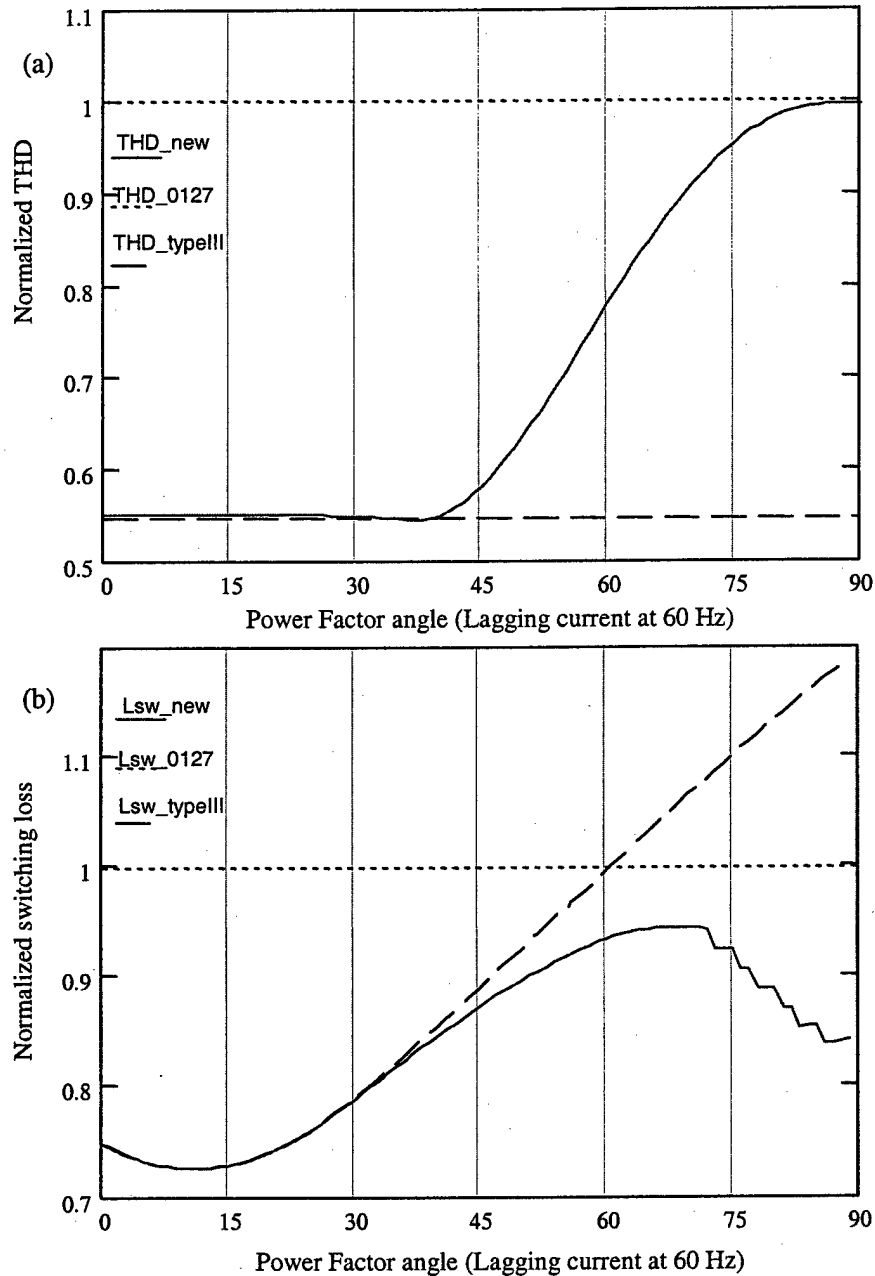 (a)
Normalized THD
1.1
1
0.9
0.8
0.7
0.6
0.5
THD_new
THD_0127
THD_typeIII
0 15 30 45 60 75 90
Power Factor angle (Lagging current at 60 Hz)
(b)
Normalized switching loss
1.1
1
0.9
0.8
0.7
Lsw_new
Lsw_0127
Lsw_typeIII
0 15 30 45 60 75 90
Power Factor angle (Lagging current at 60 Hz)